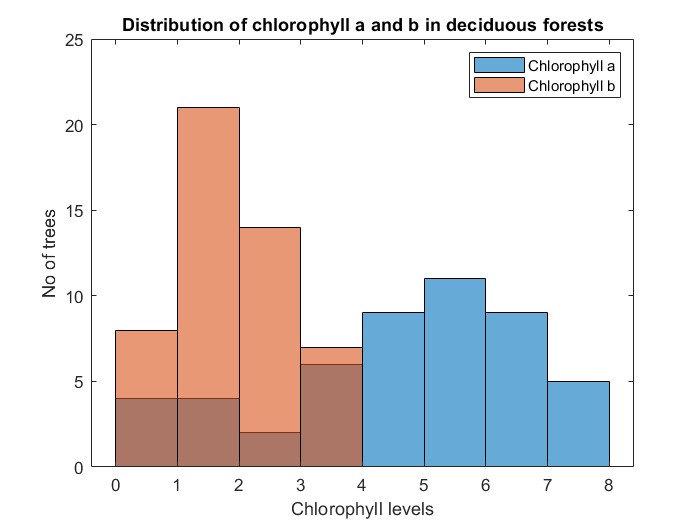 Distribution of chlorophyll a and b in deciduous forests
Chlorophyll a
Chlorophyll b
No of trees
25
20
15
10
5
0
0 1 2 3 4 5 6 7 8
Chlorophyll levels